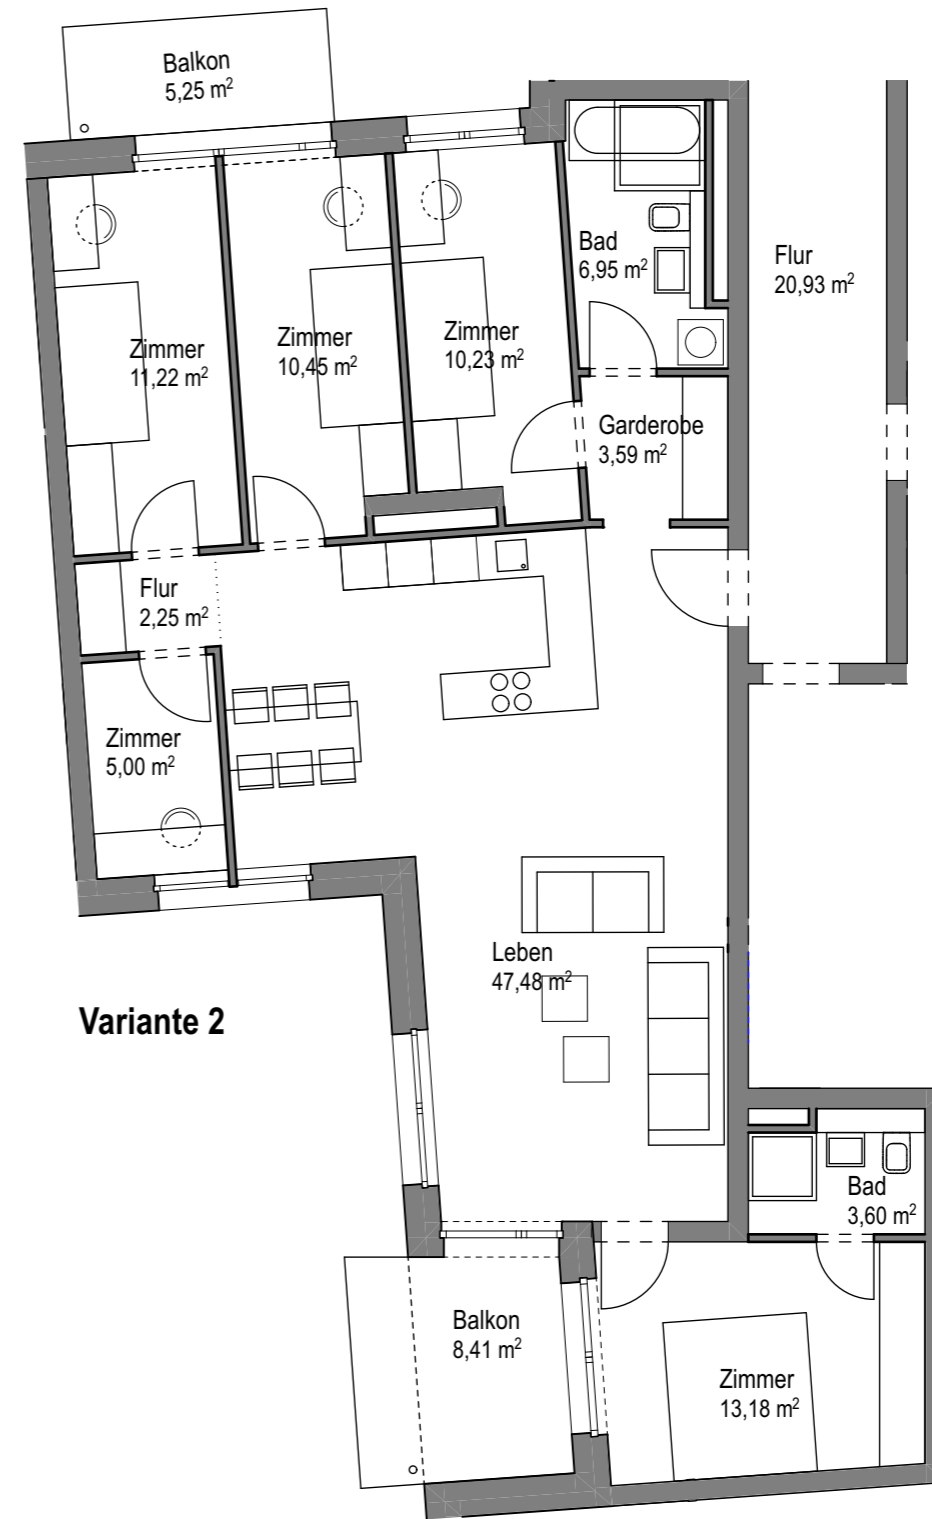 Balkon
5,25 m²
Bad
6,95 m²
Flur
20,93 m²
Zimmer
11,22 m²
Zimmer
10,45 m²
Zimmer
10,23 m²
Garderobe
3,59 m²
Flur
2,25 m²
Zimmer
5,00 m²
Leben
47,48 m²
Variante 2
Bad
3,60 m²
Balkon
8,41 m²
Zimmer
13,18 m²